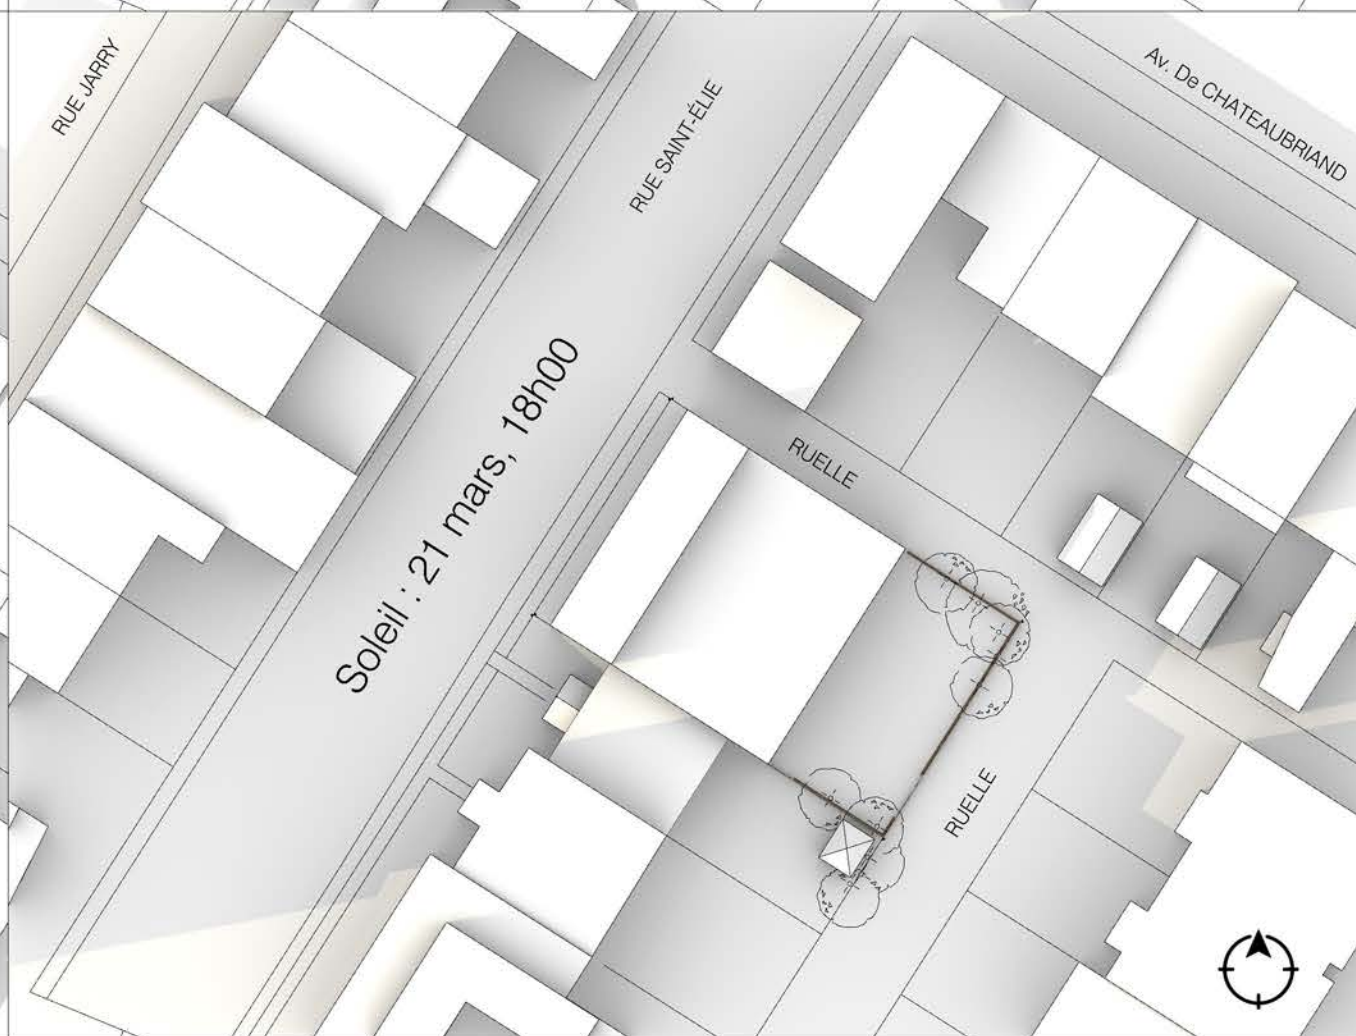 RUE JARRY
RUE SAINT-ÉLIE
Av. De CHATEAUBRIAND
Soleil : 21 mars, 18h00
RUELLE
RUELLE